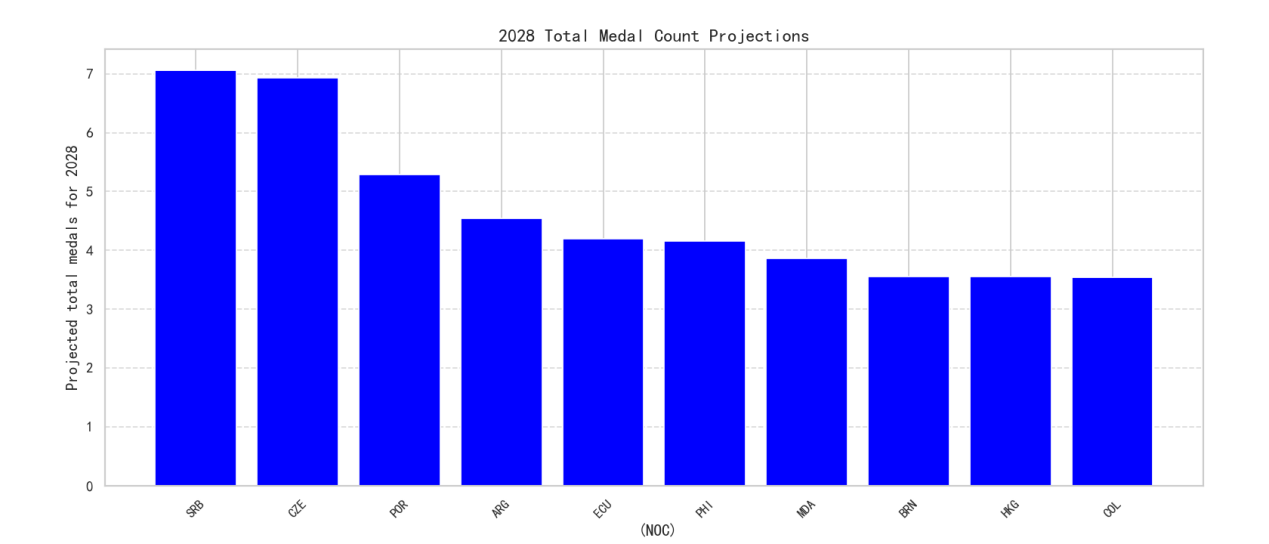 2028 Total Medal Count Projections
Projected total medals for 2028
7
6
5
4
3
2
1
0
SRB
CZE
POR
ARG
ECU
PHI
MDA
BRN
HKG
COL
(NOC)